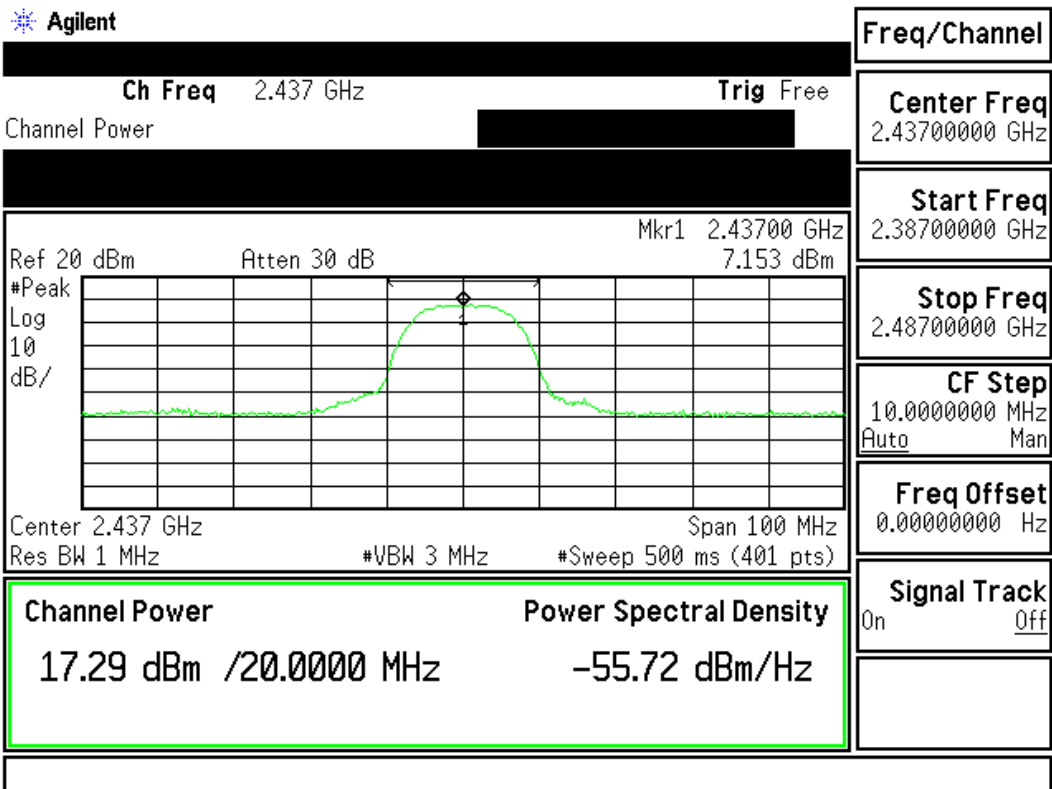 Agilent
Ch Freq 2.437 GHz Trig Free
Channel Power
Mkr1 2.43700 GHz
Ref 20 dBm Atten 30 dB 7.153 dBm
#Peak
Log
10
dB/
1
Center 2.437 GHz Span 100 MHz
Res BW 1 MHz #VBW 3 MHz #Sweep 500 ms (401 pts)
Channel Power Power Spectral Density
17.29 dBm /20.0000 MHz -55.72 dBm/Hz
Freq/Channel
Center Freq
2.43700000 GHz
Start Freq
2.38700000 GHz
Stop Freq
2.48700000 GHz
CF Step
10.0000000 MHz
Auto Man
Freq Offset
0.00000000 Hz
Signal Track
On Off